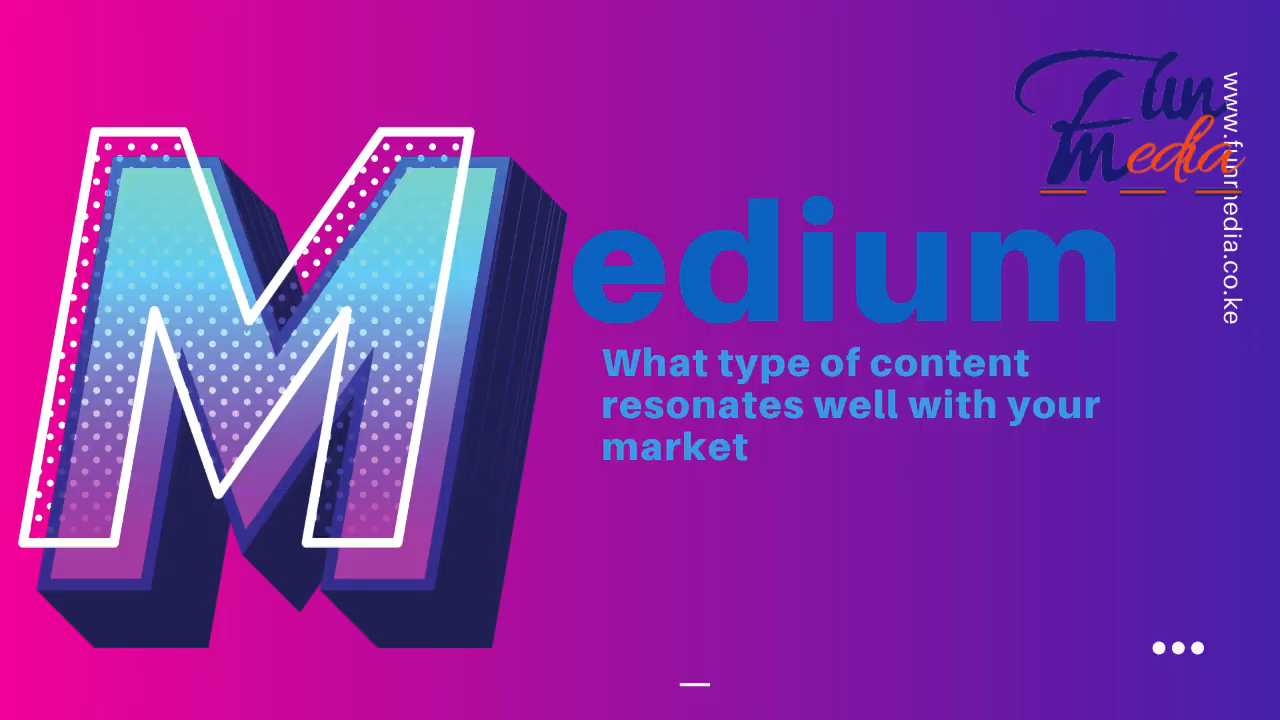 Fun
Media
www.funmedia.co.ke
Medium
What type of content
resonates well with your
market